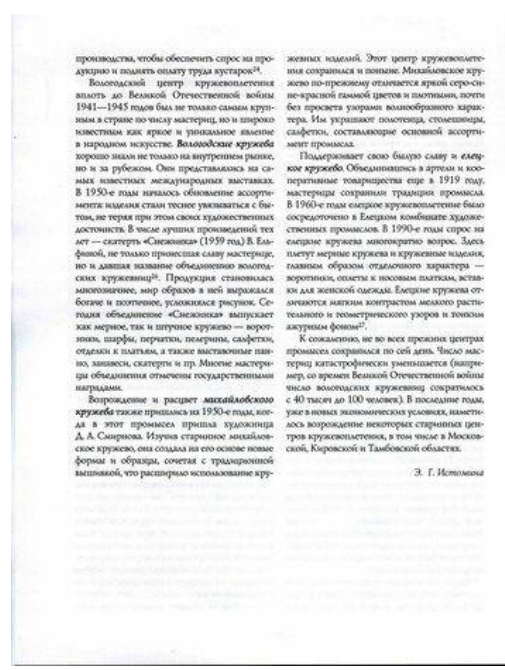 производства, чтобы обеспечить спрос на про-
дукцию и поднять оплату труда кустарок²⁴.
Вологодский центр кружевоплетения
вплоть до Великой Отечественной войны
1941—1945 годов был не только самым круп-
ным в стране по числу мастериц, но и широко
известным как яркое и уникальное явление
в народном искусстве. Вологодские кружева
хорошо знали не только на внутреннем рынке,
но и за рубежом. Они представлялись на са-
мых известных международных выставках.
В 1950-е годы началось обновление ассорти-
мента: изделия стали теснее увязываться с бы-
том, не теряя при этом своих художественных
достоинств. В числе лучших произведений тех
лет — скатерть «Снежинка» (1959 год) В. Ель-
финой, не только принесшая славу мастерице,
но и давшая название объединению вологод-
ских кружевниц²⁶. Продукция становилась
многозначнее, мир образов в ней выражался
богаче и поэтичнее, усложнялся рисунок. Се-
годня объединение «Снежинка» выпускает
как мерное, так и штучное кружево — ворот-
ники, шарфы, перчатки, пелерины, салфетки,
отделки к платьям, а также выставочные пан-
но, занавеси, скатерти и пр. Многие мастери-
цы объединения отмечены государственными
наградами.
Возрождение и расцвет михайловского
кружева также пришлись на 1950-е годы, ког-
да в этот промысел пришла художница
Д. А. Смирнова. Изучив старинное михайлов-
ское кружево, она создала на его основе новые
формы и образцы, сочетая с традиционной
вышивкой, что расширило использование кру-
жевных изделий. Этот центр кружевоплете-
ния сохранился и поныне. Михайловское кру-
жево по-прежнему отличается яркой серо-си-
не-красной гаммой цветов и плотными, почти
без просвета узорами волнообразного харак-
тера. Им украшают полотенца, столешницы,
салфетки, составляющие основной ассорти-
мент промысла.
Поддерживает свою былую славу и елец-
кое кружево. Объединившись в артели и коо-
перативные товарищества еще в 1919 году,
мастерицы сохранили традиции промысла.
В 1960-е годы елецкое кружевоплетение было
сосредоточено в Елецком комбинате художе-
ственных промыслов. В 1990-е годы спрос на
елецкие кружева многократно возрос. Здесь
плетут мерные кружева и кружевные изделия,
главным образом отделочного характера —
воротники, оплеты к носовым платкам, встав-
ки для женской одежды. Елецкие кружева от-
личаются мягким контрастом мелкого расти-
тельного и геометрического узоров и тонким
ажурным фоном²⁷.
К сожалению, не во всех прежних центрах
промысел сохранился по сей день. Число мас-
териц катастрофически уменьшается (напри-
мер, со времен Великой Отечественной войны
число вологодских кружевниц сократилось
с 40 тысяч до 100 человек). В последние годы,
уже в новых экономических условиях, намети-
лось возрождение некоторых старинных цен-
тров кружевоплетения, в том числе в Москов-
ской, Кировской и Тамбовской областях.
Э. Г. Истомина